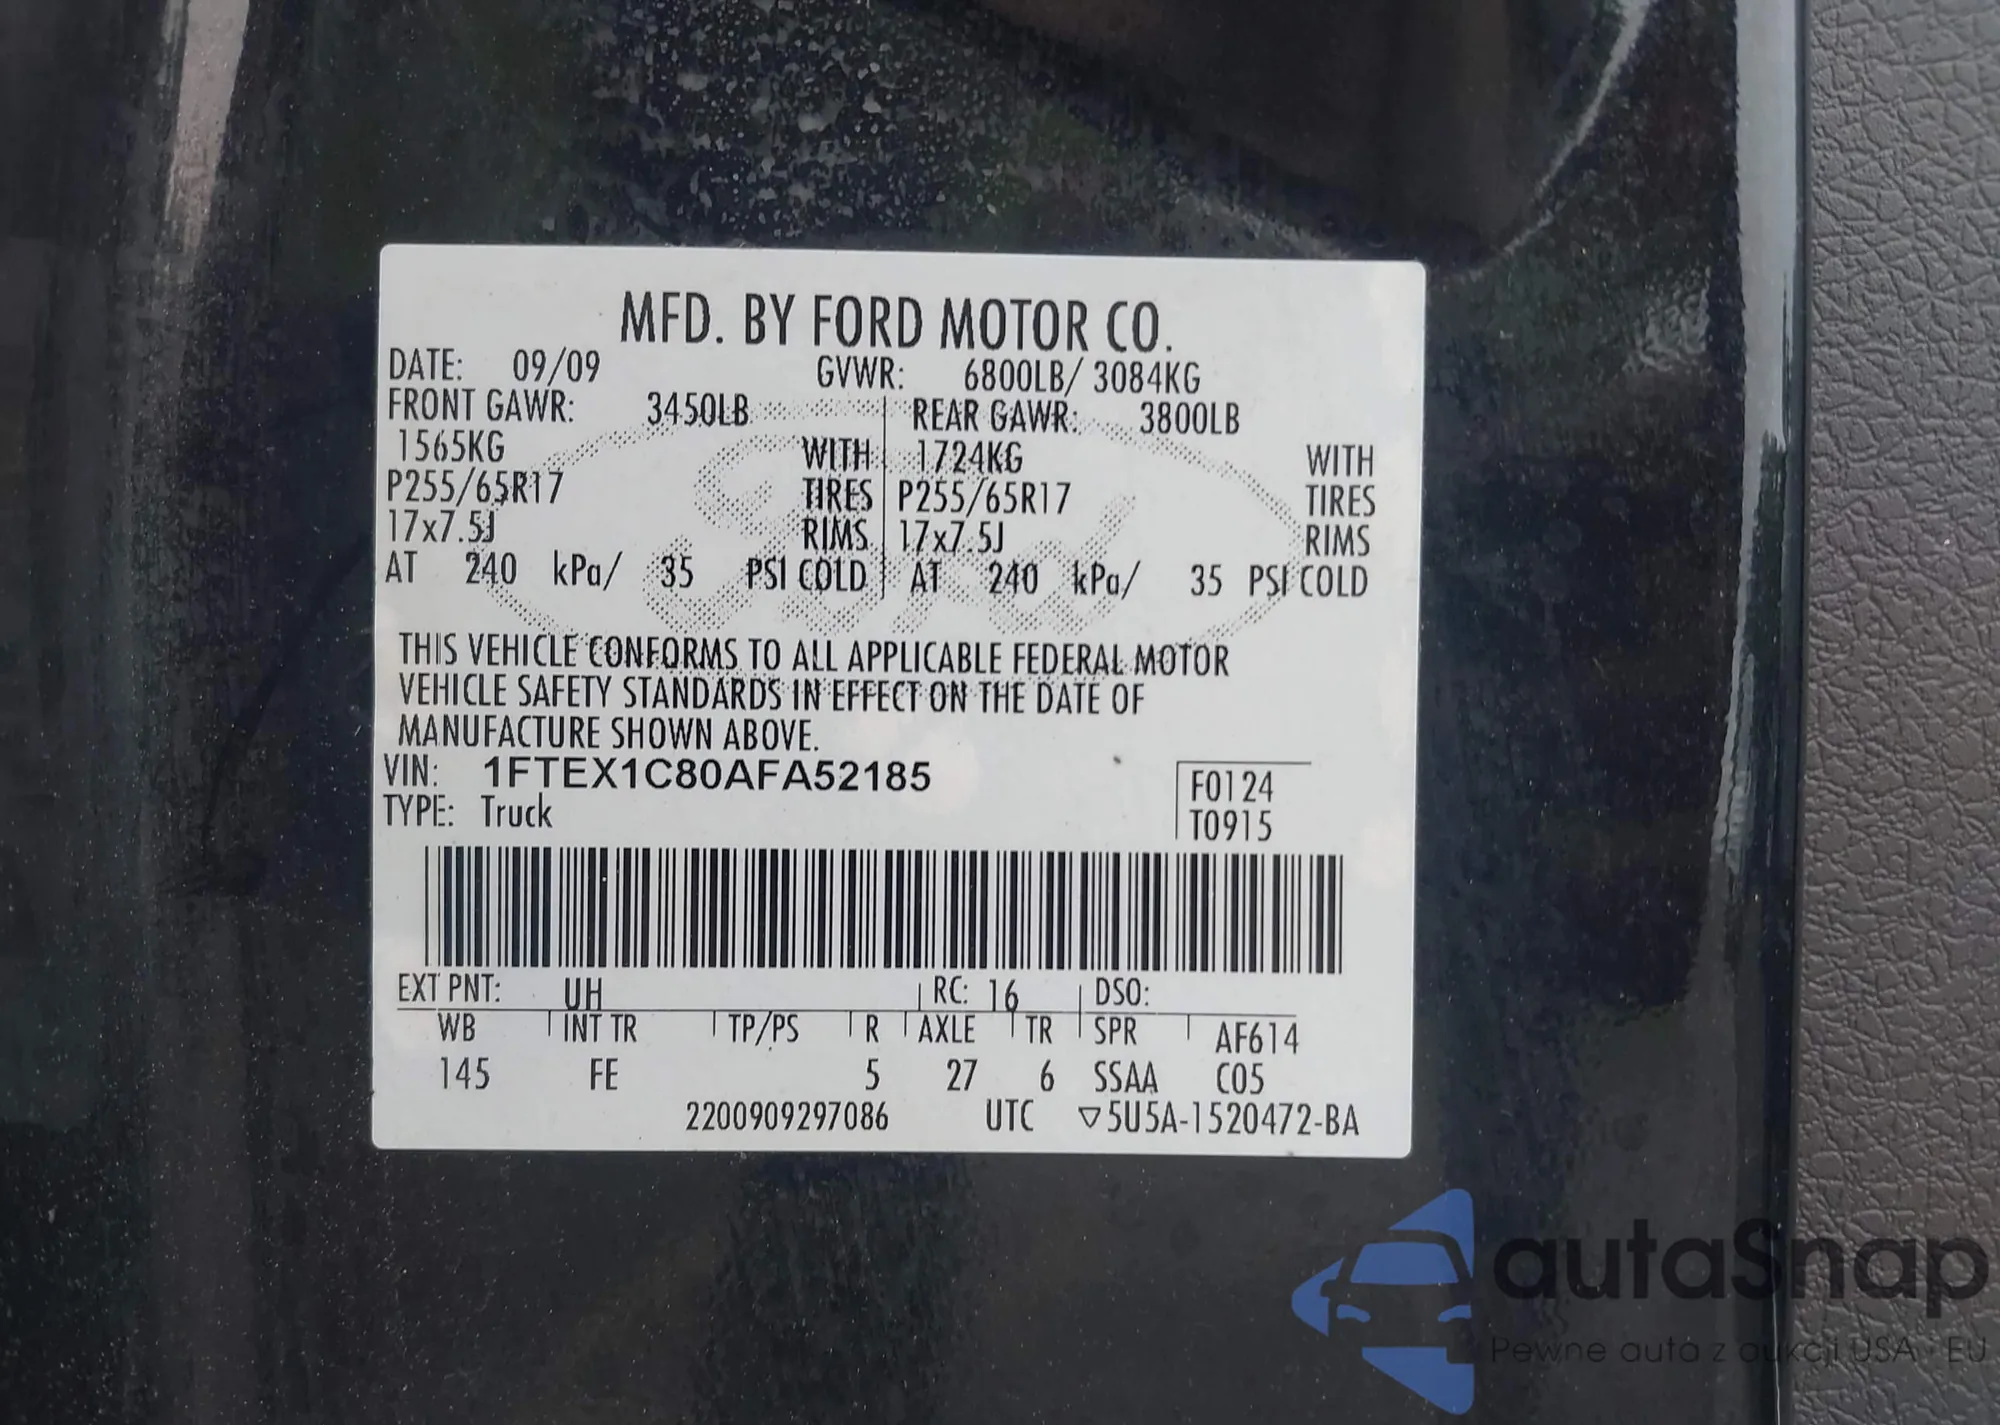 MFD. BY FORD MOTOR CO.
DATE: 09/09 GVWR: 6800LB/ 3084KG
FRONT GAWR: 3450LB REAR GAWR: 3800LB
1565KG WITH 1724KG WITH
P255/65R17 TIRES P255/65R17 TIRES
17x7.5J RIMS 17x7.5J RIMS
AT 240 kPa/ 35 PSI COLD AT 240 kPa/ 35 PSI COLD
THIS VEHICLE CONFORMS TO ALL APPLICABLE FEDERAL MOTOR
VEHICLE SAFETY STANDARDS IN EFFECT ON THE DATE OF
MANUFACTURE SHOWN ABOVE.
VIN: 1FTEX1C80AFA52185 F0124
TYPE: Truck T0915
EXT PNT: UH RC: 16 DSO:
WB INT TR TP/PS R AXLE TR SPR AF614
145 FE 5 27 6 SSAA C05
2200909297086 UTC ▽5U5A-1520472-BA
autaSnap
Pewne auta z aukcji USA - EU